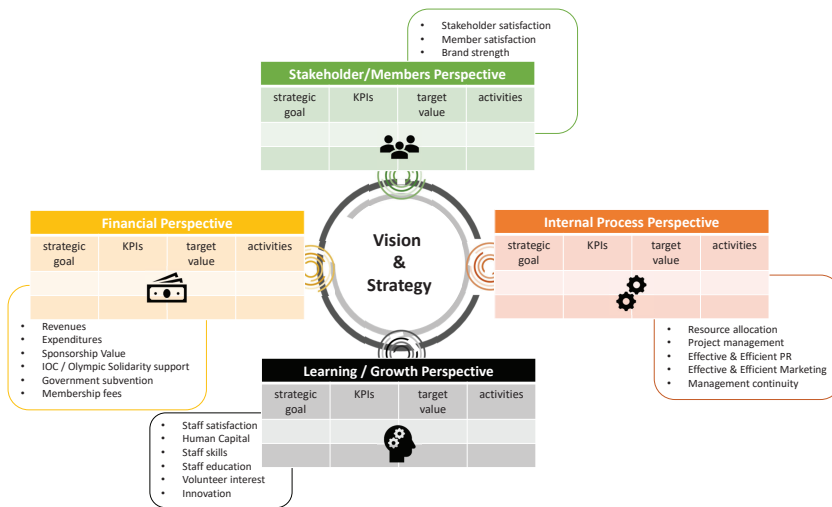 • Stakeholder satisfaction
• Member satisfaction
• Brand strength
Stakeholder/Members Perspective
strategic goal KPIs target value activities
Financial Perspective
strategic goal KPIs target value activities
• Revenues
• Expenditures
• Sponsorship Value
• IOC / Olympic Solidarity support
• Government subvention
• Membership fees
Vision
&
Strategy
Internal Process Perspective
strategic goal KPIs target value activities
• Resource allocation
• Project management
• Effective & Efficient PR
• Effective & Efficient Marketing
• Management continuity
Learning / Growth Perspective
strategic goal KPIs target value activities
• Staff satisfaction
• Human Capital
• Staff skills
• Staff education
• Volunteer interest
• Innovation